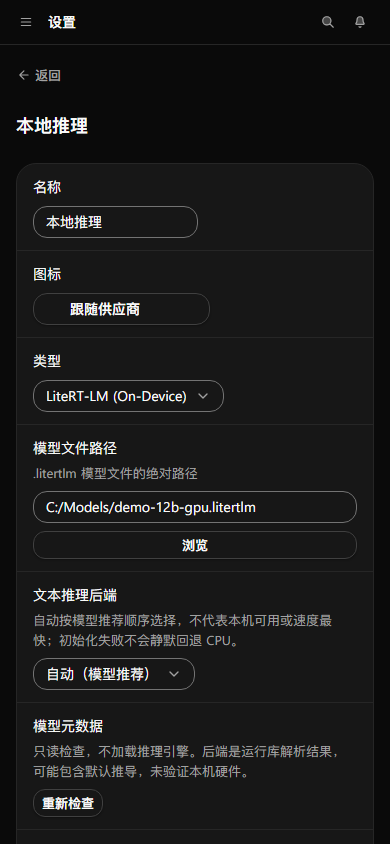 设置
返回
本地推理
名称
本地推理
图标
跟随供应商
类型
LiteRT-LM (On-Device)
模型文件路径
.litertlm 模型文件的绝对路径
C:/Models/demo-12b-gpu.litertlm
浏览
文本推理后端
自动按模型推荐顺序选择，不代表本机可用或速度最
快；初始化失败不会静默回退 CPU。
自动（模型推荐）
模型元数据
只读检查，不加载推理引擎。后端是运行库解析结果，
可能包含默认推导，未验证本机硬件。
重新检查